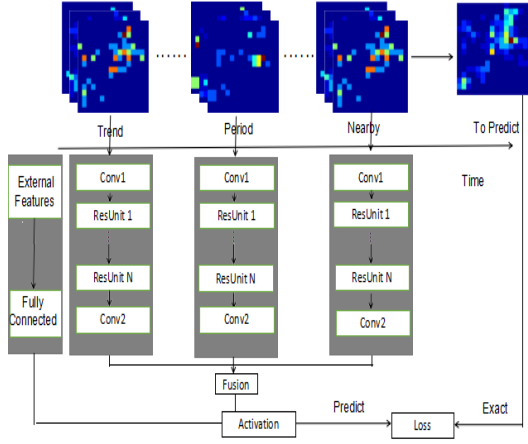 Trend
Period
Nearby
To Predict
Time
External
Features
Fully
Connected
Conv1
ResUnit 1
ResUnit N
Conv2
Conv1
ResUnit 1
ResUnit N
Conv2
Conv1
ResUnit 1
ResUnit N
Conv2
Fusion
Activation
Predict
Loss
Exact